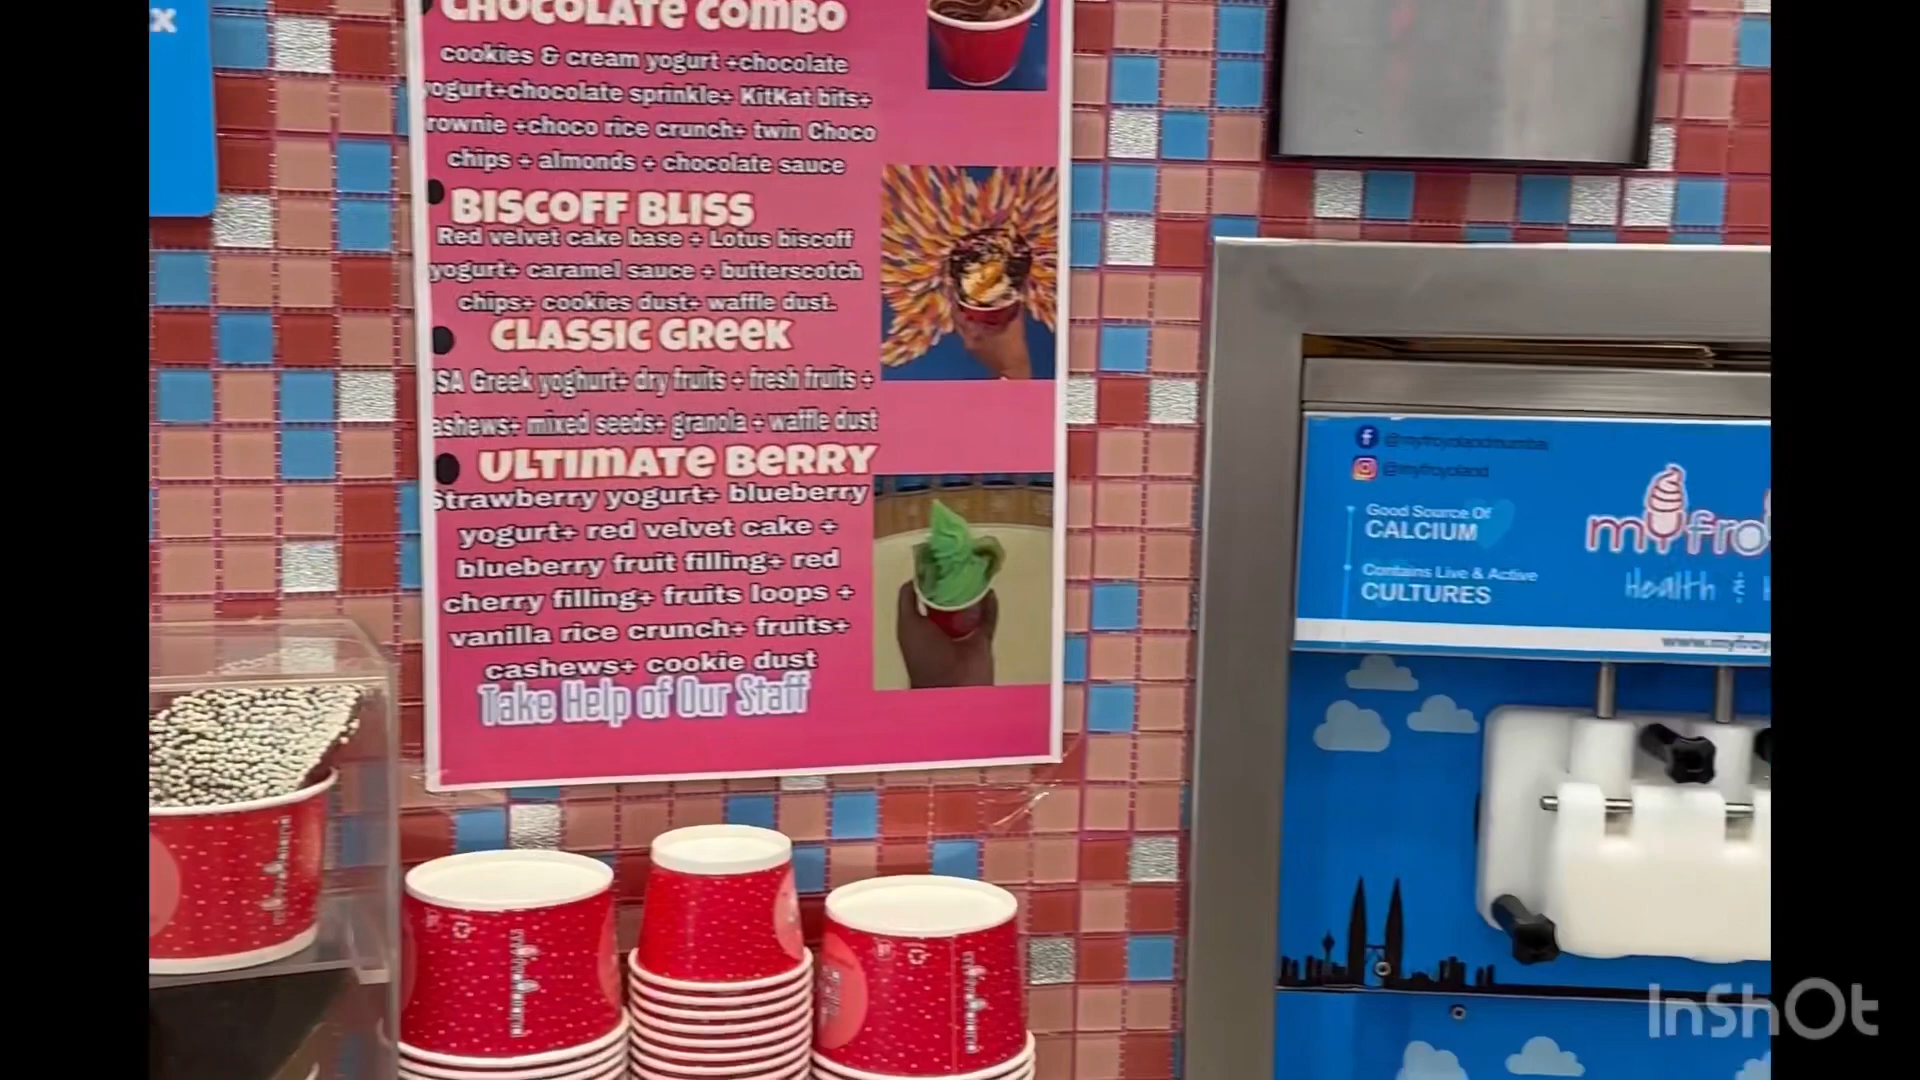 x
CHOCOLATE COMBO
cookies & cream yogurt +chocolate
yogurt+chocolate sprinkle+ KitKat bits+
rownie +choco rice crunch+ twin Choco
chips + almonds + chocolate sauce
BISCOFF BLISS
Red velvet cake base + Lotus biscoff
yogurt+ caramel sauce + butterscotch
chips+ cookies dust+ waffle dust.
CLASSIC GREEK
SA Greek yoghurt+ dry fruits + fresh fruits +
ashews+ mixed seeds+ granola + waffle dust
ULTIMATE BERRY
Strawberry yogurt+ blueberry
yogurt+ red velvet cake +
blueberry fruit filling+ red
cherry filling+ fruits loops +
vanilla rice crunch+ fruits+
cashews+ cookie dust
Take Help of Our Staff
@myfroyolandmumbai
@myfroyoland
Good Source Of
CALCIUM
Contains Live & Active
CULTURES
myfro
Health &
www.myfroy
InShOt